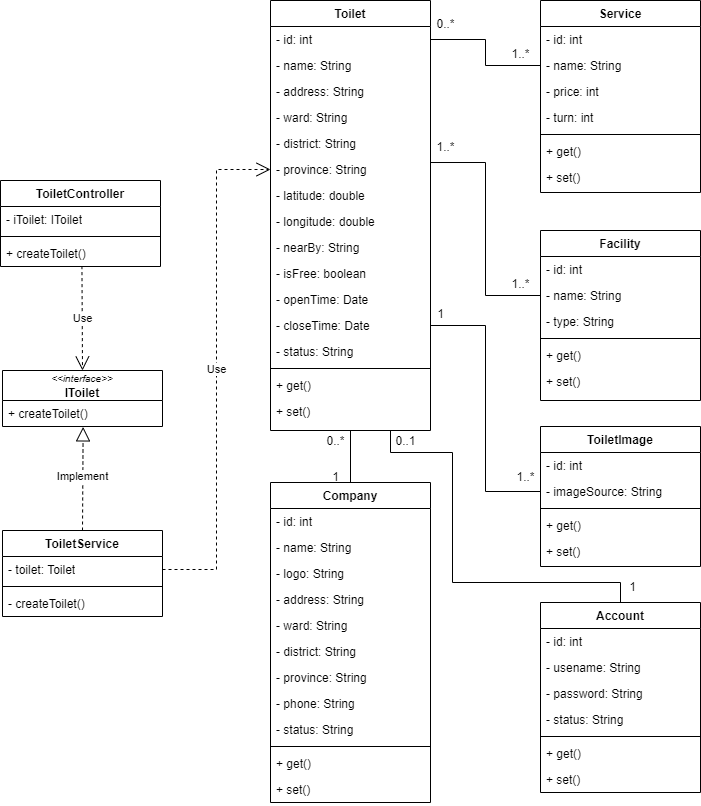 Toilet
- id: int
- name: String
- address: String
- ward: String
- district: String
- province: String
- latitude: double
- longitude: double
- nearBy: String
- isFree: boolean
- openTime: Date
- closeTime: Date
- status: String
+ get()
+ set()
0..*
1..*
Service
- id: int
- name: String
- price: int
- turn: int
+ get()
+ set()
1..*
1..*
Facility
- id: int
- name: String
- type: String
+ get()
+ set()
1
1..*
ToiletImage
- id: int
- imageSource: String
+ get()
+ set()
ToiletController
- iToilet: IToilet
+ createToilet()
Use
<<interface>>
IToilet
+ createToilet()
Implement
ToiletService
- toilet: Toilet
- createToilet()
Use
0..*
1
Company
- id: int
- name: String
- logo: String
- address: String
- ward: String
- district: String
- province: String
- phone: String
- status: String
+ get()
+ set()
0..1
1
Account
- id: int
- usename: String
- password: String
- status: String
+ get()
+ set()